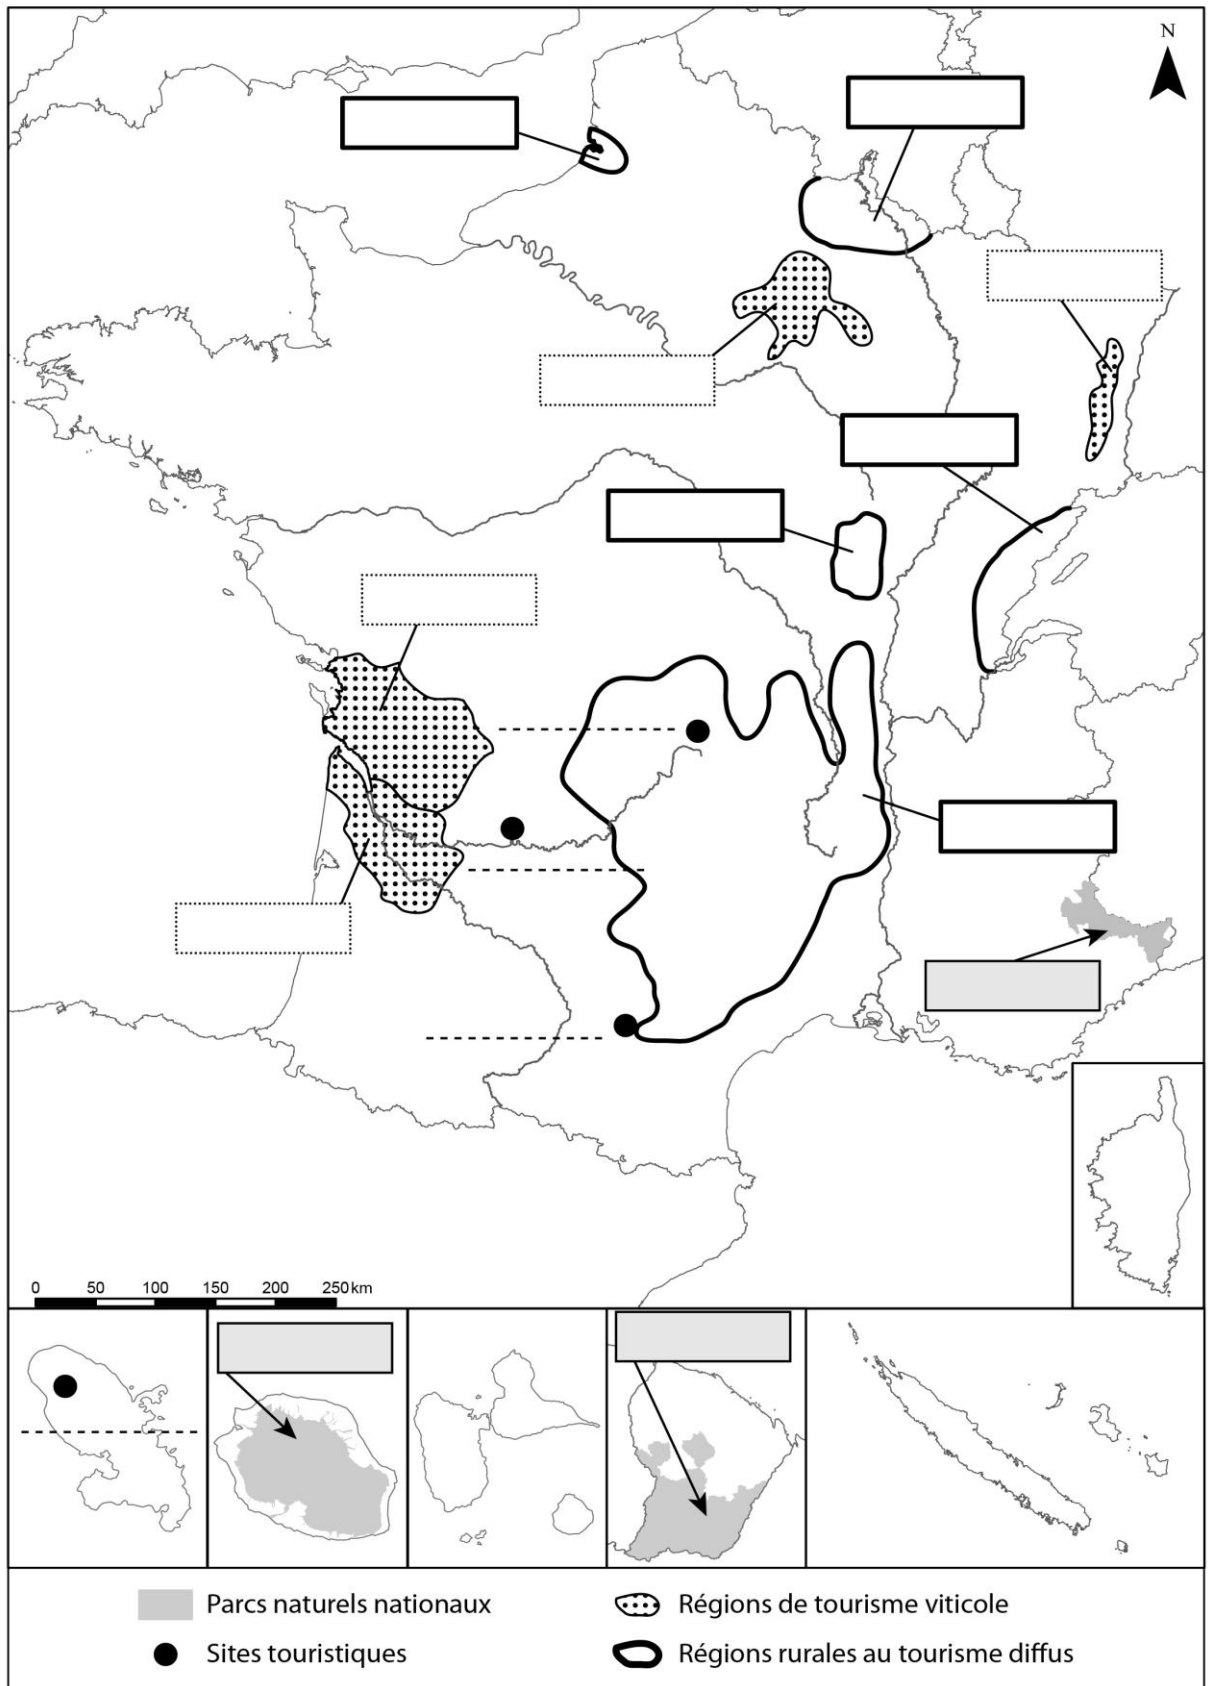 N
0 50 100 150 200 250 km
Parcs naturels nationaux
Régions de tourisme viticole
Sites touristiques
Régions rurales au tourisme diffus